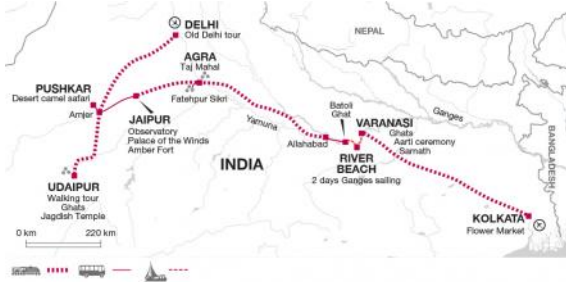 DELHI
Old Delhi tour
NEPAL
AGRA
Taj Mahal
PUSHKAR
Desert camel safari
Fatehpur Sikri
Ajmer
JAIPUR
Observatory
Palace of the Winds
Amber Fort
Yamuna
Ganges
Batoli
Ghat
VARANASI
Ghats
Aarti ceremony
Sarnath
Allahabad
BANGLADESH
INDIA
RIVER
BEACH
2 days Ganges sailing
UDAIPUR
Walking tour
Ghats
Jagdish Temple
KOLKATA
Flower Market
0 km
220 km